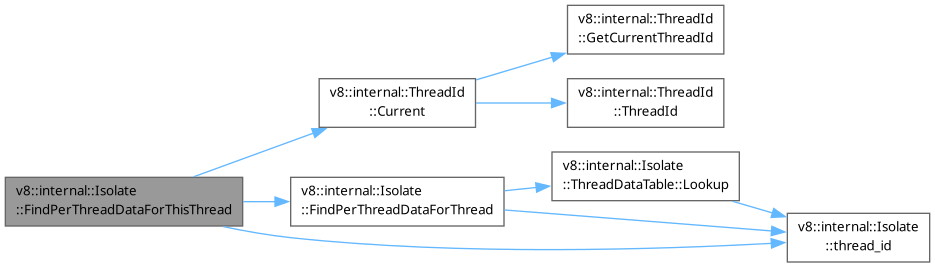 v8::internal::ThreadId
::GetCurrentThreadId
v8::internal::ThreadId
::Current
v8::internal::ThreadId
::ThreadId
v8::internal::Isolate
::FindPerThreadDataForThisThread
v8::internal::Isolate
::FindPerThreadDataForThread
v8::internal::Isolate
::ThreadDataTable::Lookup
v8::internal::Isolate
::thread_id